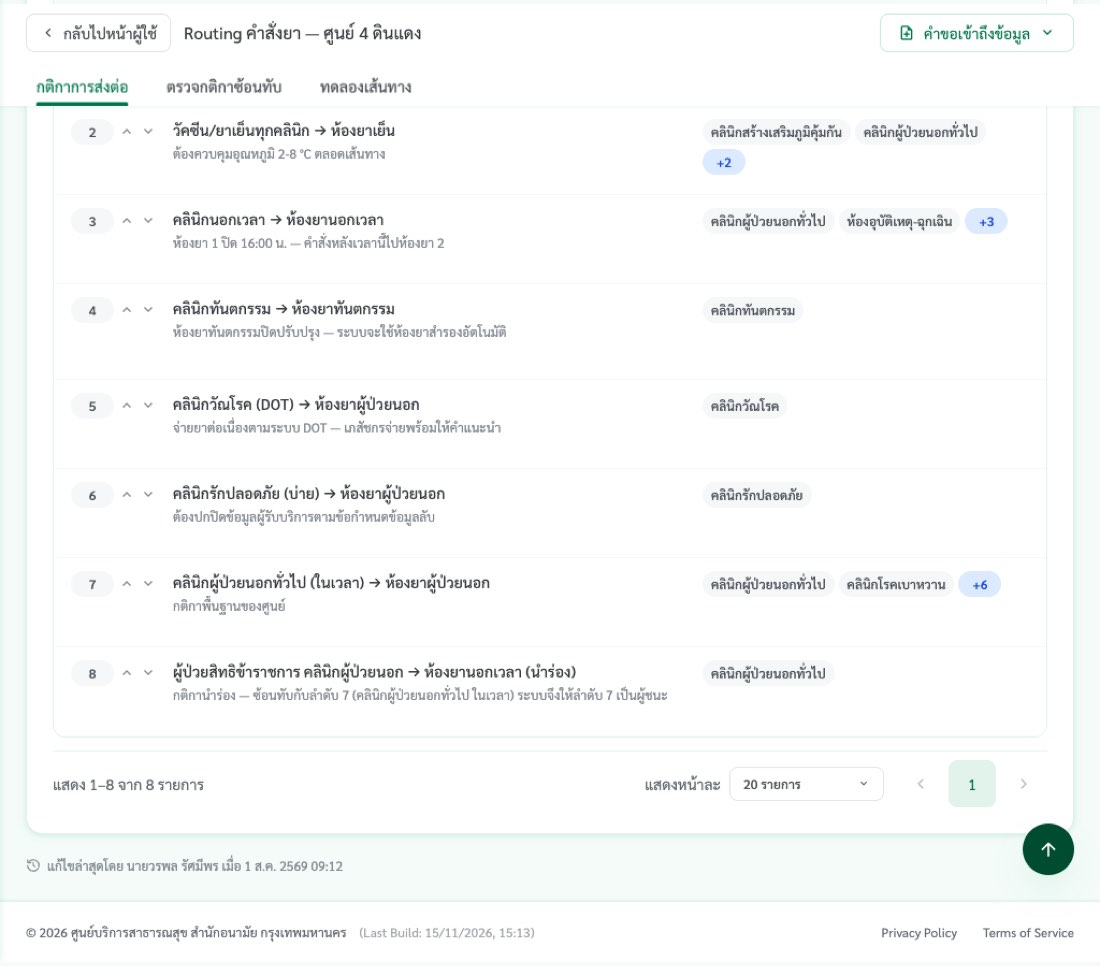 กลับไปหน้าผู้ใช้ Routing คำสั่งยา — ศูนย์ 4 ดินแดง คำขอเข้าถึงข้อมูล
กติกาการส่งต่อ ตรวจกติกาซ้อนทับ ทดลองเส้นทาง
2 วัคซีน/ยาเย็นทุกคลินิก → ห้องยาเย็น คลินิกสร้างเสริมภูมิคุ้มกัน คลินิกผู้ป่วยนอกทั่วไป
ต้องควบคุมอุณหภูมิ 2-8 °C ตลอดเส้นทาง +2
3 คลินิกนอกเวลา → ห้องยานอกเวลา คลินิกผู้ป่วยนอกทั่วไป ห้องอุบัติเหตุ-ฉุกเฉิน +3
ห้องยา 1 ปิด 16:00 น. — คำสั่งหลังเวลานี้ไปห้องยา 2
4 คลินิกทันตกรรม → ห้องยาทันตกรรม คลินิกทันตกรรม
ห้องยาทันตกรรมปิดปรับปรุง — ระบบจะใช้ห้องยาสำรองอัตโนมัติ
5 คลินิกวัณโรค (DOT) → ห้องยาผู้ป่วยนอก คลินิกวัณโรค
จ่ายยาต่อเนื่องตามระบบ DOT — เภสัชกรจ่ายพร้อมให้คำแนะนำ
6 คลินิกรักปลอดภัย (บ่าย) → ห้องยาผู้ป่วยนอก คลินิกรักปลอดภัย
ต้องปกปิดข้อมูลผู้รับบริการตามข้อกำหนดข้อมูลลับ
7 คลินิกผู้ป่วยนอกทั่วไป (ในเวลา) → ห้องยาผู้ป่วยนอก คลินิกผู้ป่วยนอกทั่วไป คลินิกโรคเบาหวาน +6
กติกาพื้นฐานของศูนย์
8 ผู้ป่วยสิทธิข้าราชการ คลินิกผู้ป่วยนอก → ห้องยานอกเวลา (นำร่อง) คลินิกผู้ป่วยนอกทั่วไป
กติกานำร่อง — ซ้อนทับกับลำดับ 7 (คลินิกผู้ป่วยนอกทั่วไป ในเวลา) ระบบจึงให้ลำดับ 7 เป็นผู้ชนะ
แสดง 1–8 จาก 8 รายการ แสดงหน้าละ 20 รายการ 1
แก้ไขล่าสุดโดย นายวรพล รัศมีพร เมื่อ 1 ส.ค. 2569 09:12
© 2026 ศูนย์บริการสาธารณสุข สำนักอนามัย กรุงเทพมหานคร (Last Build: 15/11/2026, 15:13) Privacy Policy Terms of Service